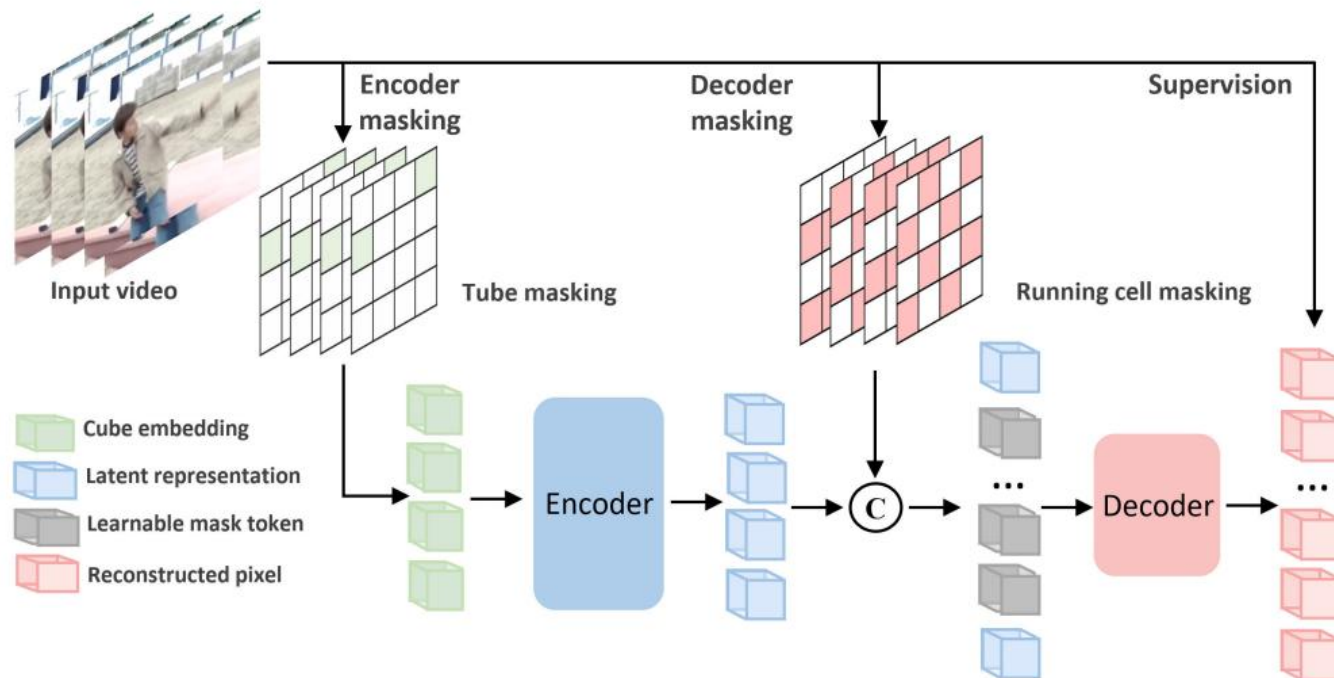 Encoder
masking
Decoder
masking
Supervision
Input video
Tube masking
Running cell masking
Cube embedding
Latent representation
Learnable mask token
Reconstructed pixel
Encoder
C
...
Decoder
...